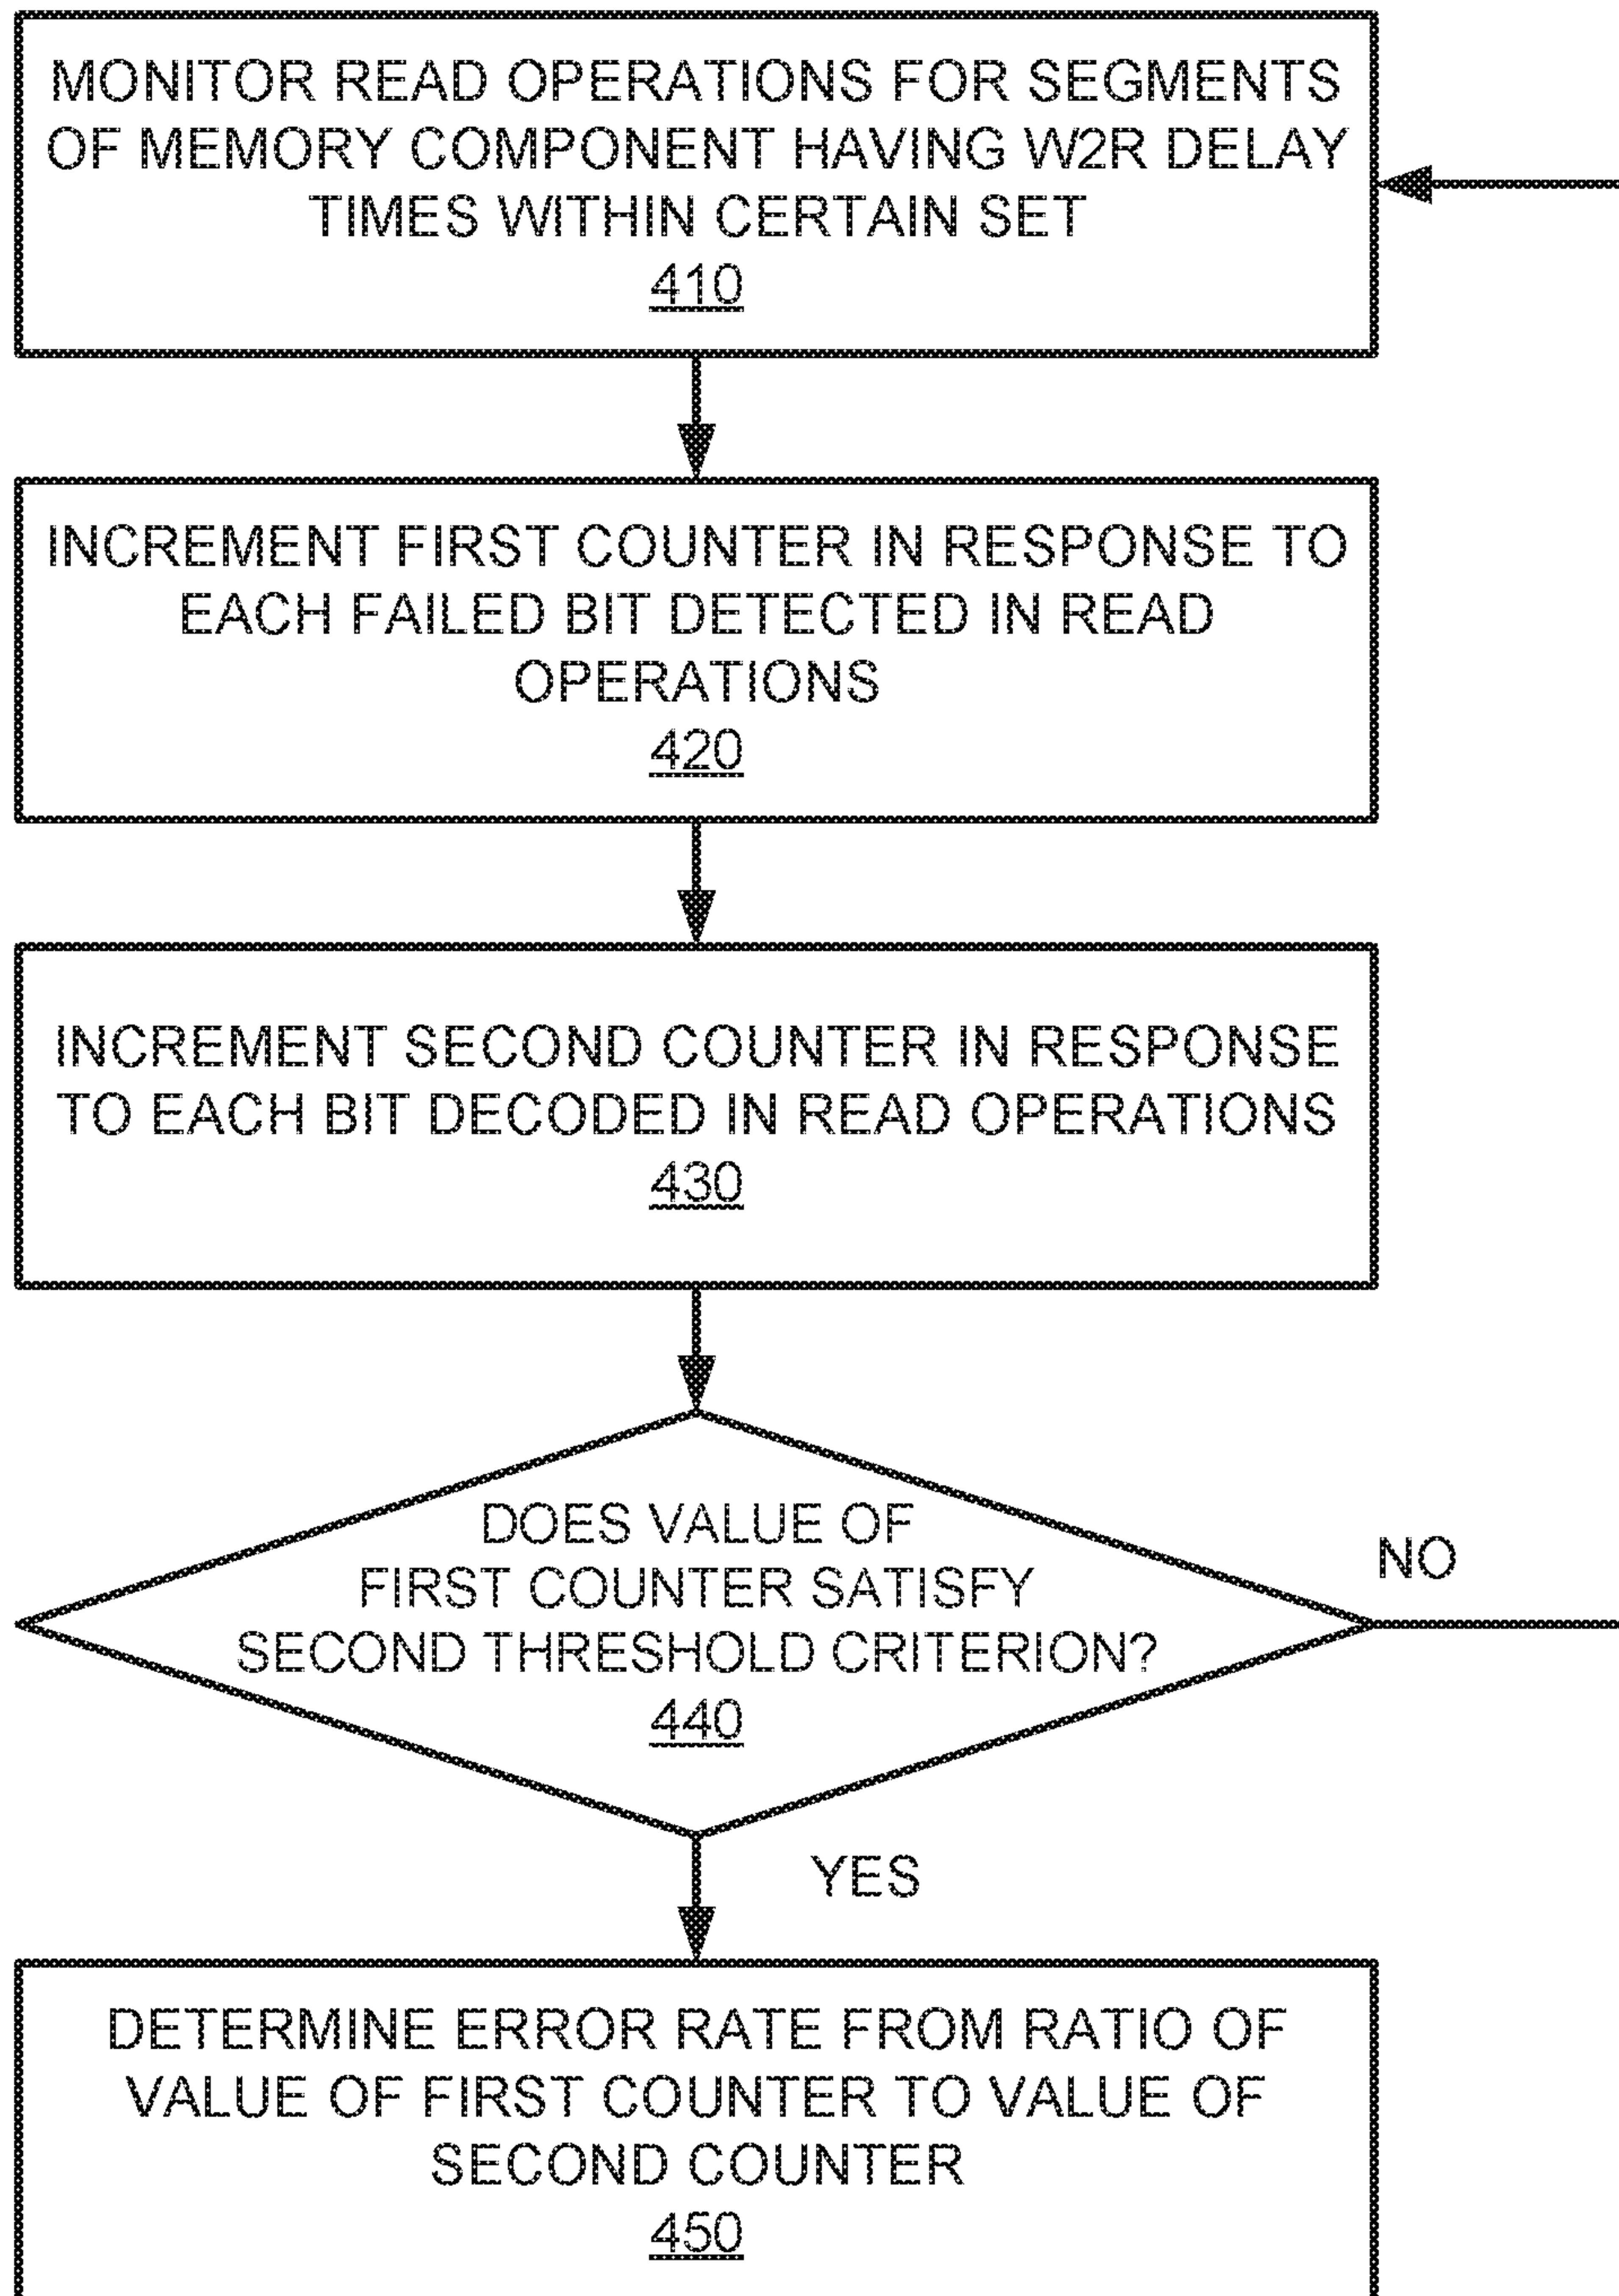 MONITOR READ OPERATIONS FOR SEGMENTS
OF MEMORY COMPONENT HAVING W2R DELAY
TIMES WITHIN CERTAIN SET
410
INCREMENT FIRST COUNTER IN RESPONSE TO
EACH FAILED BIT DETECTED IN READ
OPERATIONS
420
INCREMENT SECOND COUNTER IN RESPONSE
TO EACH BIT DECODED IN READ OPERATIONS
430
DOES VALUE OF
FIRST COUNTER SATISFY
SECOND THRESHOLD CRITERION?
440
NO
YES
DETERMINE ERROR RATE FROM RATIO OF
VALUE OF FIRST COUNTER TO VALUE OF
SECOND COUNTER
450